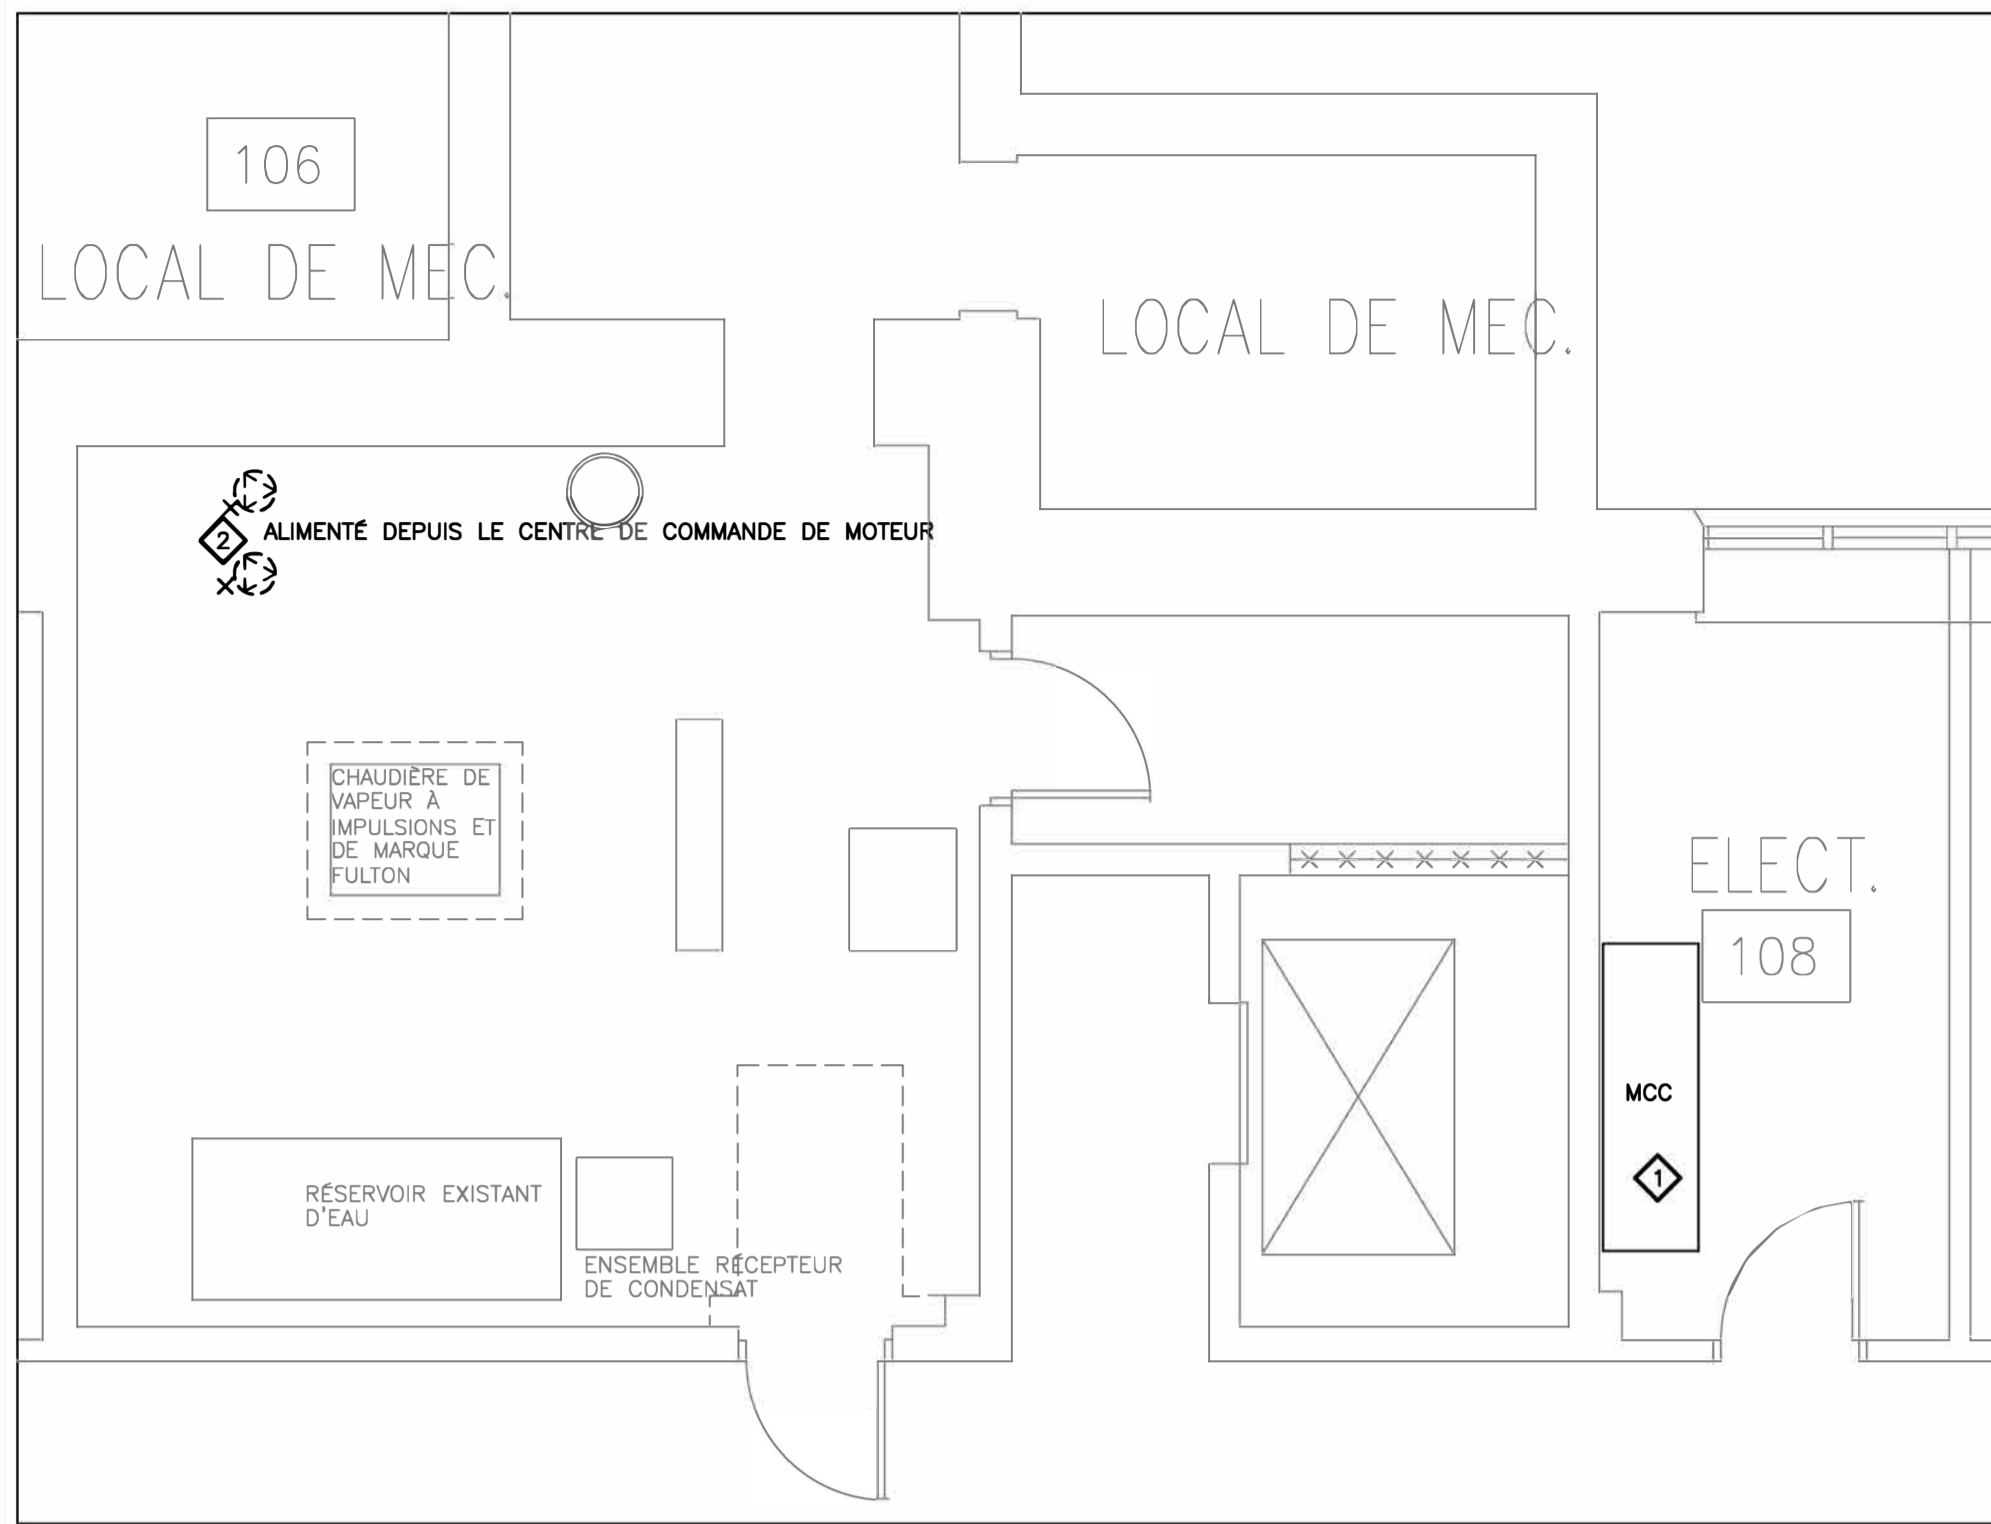 106
LOCAL DE MEC.
LOCAL DE MEC.
2
ALIMENTÉ DEPUIS LE CENTRE DE COMMANDE DE MOTEUR
CHAUDIÈRE DE
VAPEUR À
IMPULSIONS ET
DE MARQUE
FULTON
ELECT.
108
MCC
1
RÉSERVOIR EXISTANT
D'EAU
ENSEMBLE RÉCEPTEUR
DE CONDENSAT